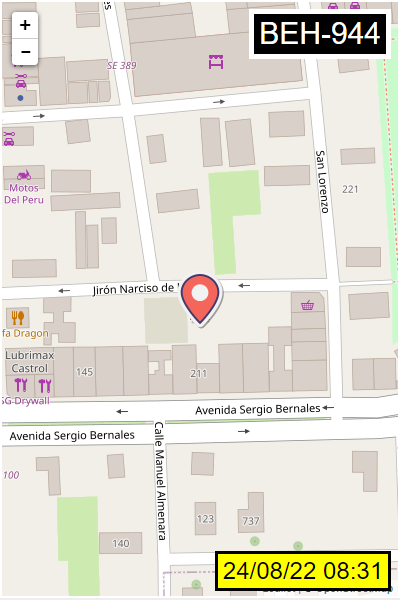 +
−
BEH-944
SE 389
Motos
Del Peru
San Lorenzo
221
Jirón Narciso de
fa Dragon
Lubrimax
Castrol
145
211
SG Drywall
Avenida Sergio Bernales
Avenida Sergio Bernales
Calle Manuel Almenara
100
123
737
140
24/08/22 08:31